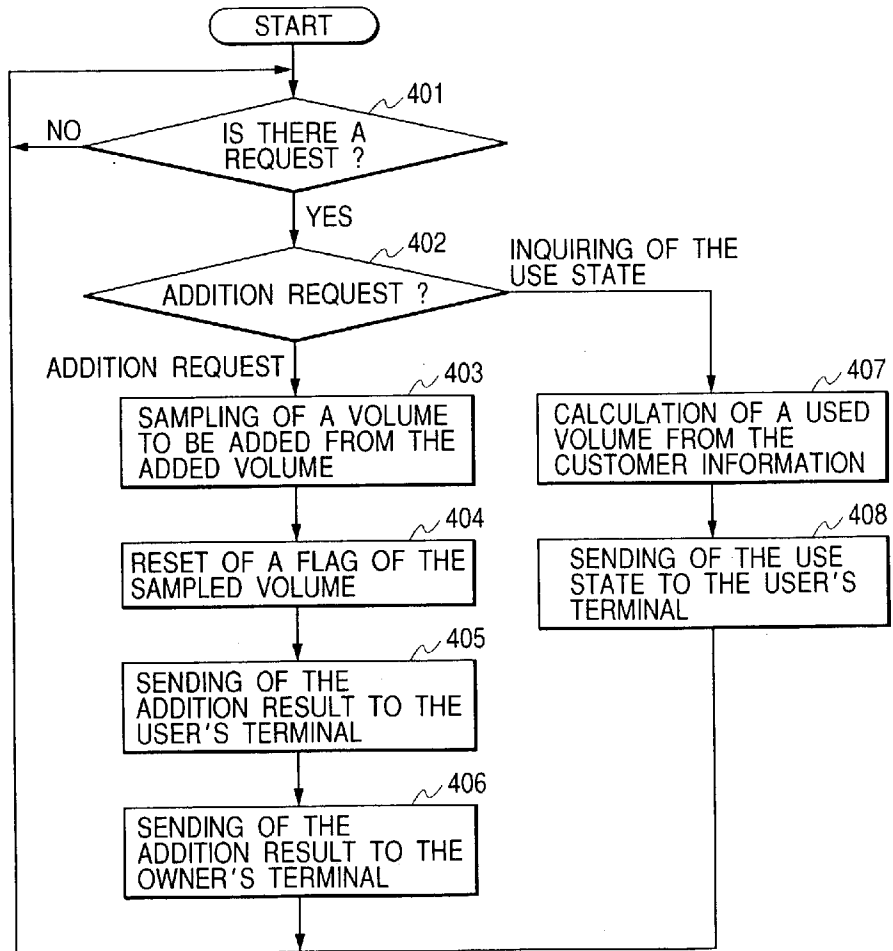 START
401
NO
IS THERE A
REQUEST ?
YES
402
INQUIRING OF THE
USE STATE
ADDITION REQUEST ?
ADDITION REQUEST
403
SAMPLING OF A VOLUME
TO BE ADDED FROM THE
ADDED VOLUME
407
CALCULATION OF A USED
VOLUME FROM THE
CUSTOMER INFORMATION
404
RESET OF A FLAG OF THE
SAMPLED VOLUME
408
SENDING OF THE USE
STATE TO THE USER'S
TERMINAL
405
SENDING OF THE
ADDITION RESULT TO THE
USER'S TERMINAL
406
SENDING OF THE
ADDITION RESULT TO THE
OWNER'S TERMINAL